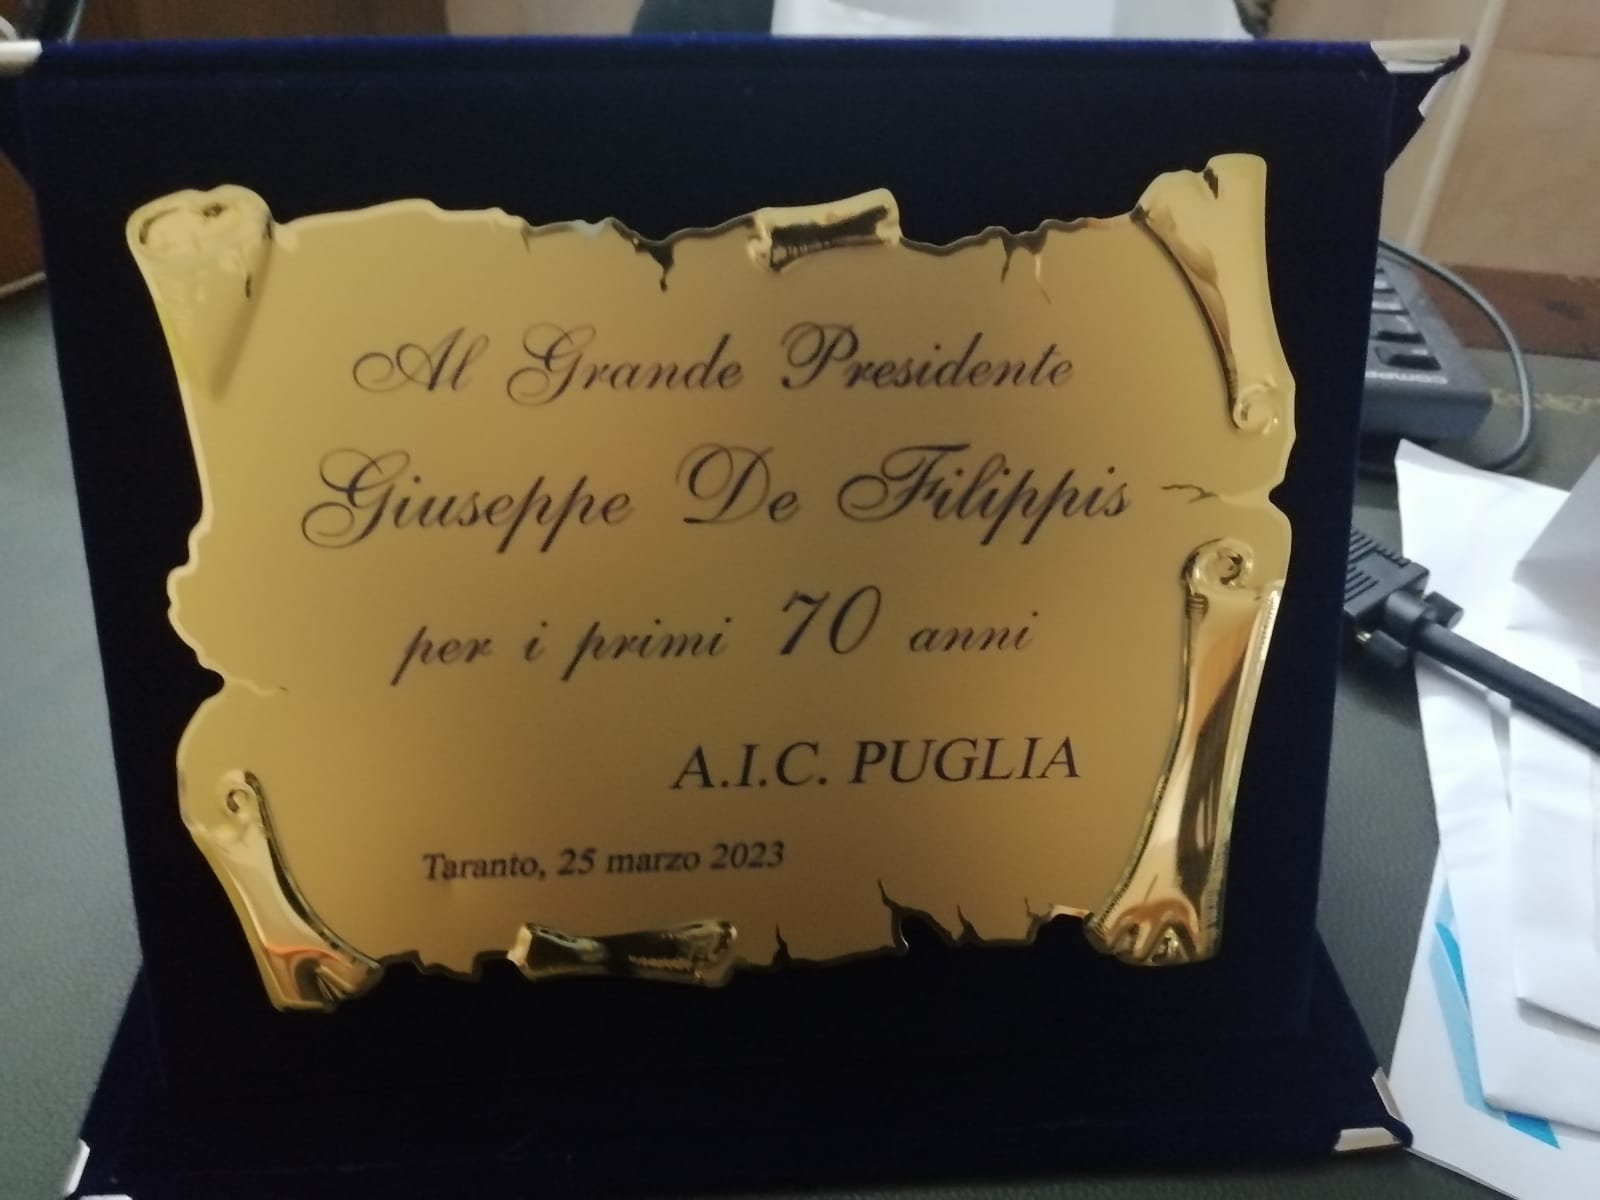 Al Grande Presidente
Giuseppe De Filippis
per i primi 70 anni
A.I.C. PUGLIA
Taranto, 25 marzo 2023